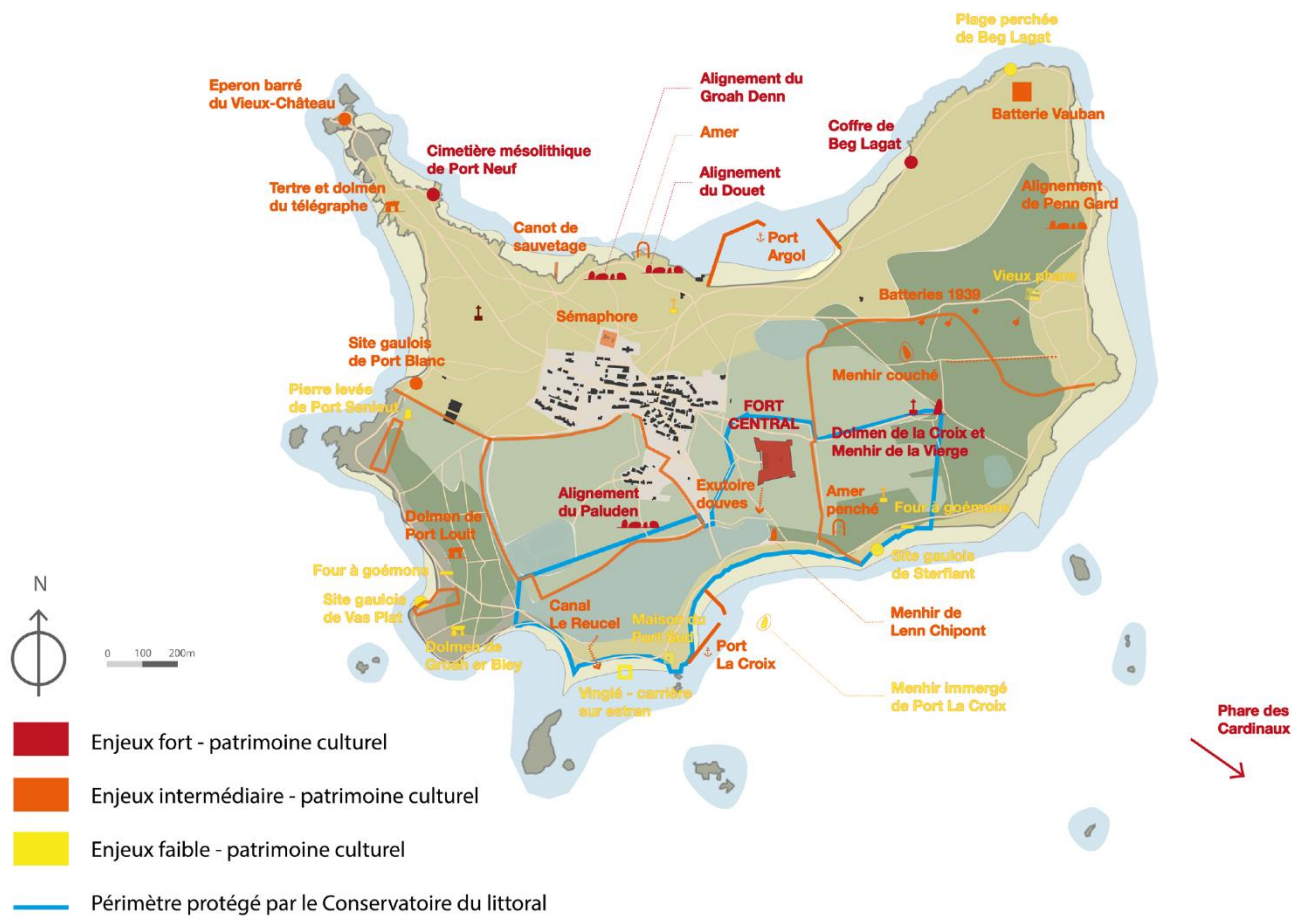 Plage perchée
de Beg Lagat
Eperon barré
du Vieux-Château
Alignement du
Groah Denn
Batterie Vauban
Amer
Coffre de
Beg Lagat
Cimetière mésolithique
de Port Neuf
Alignement
du Douet
Tertre et dolmen
du télégraphe
Alignement
de Penn Gard
Canot de
sauvetage
Port
Argol
Vieux phare
Batteries 1939
Sémaphore
Site gaulois
de Port Blanc
Menhir couché
Pierre levée
de Port Senieut
FORT
CENTRAL
Dolmen de la Croix et
Menhir de la Vierge
Exutoire
douves
Amer
penché
Alignement
du Paluden
Four à goémons
Dolmen de
Port Louit
Site gaulois
de Sterflant
Four à goémons
Site gaulois
de Vas Plat
Canal
Le Reucel
Maison du
Port Sud
Menhir de
Lenn Chipont
Dolmen de
Groah er Bley
Port
La Croix
Vinglé - carrière
sur estran
Menhir immergé
de Port La Croix
Phare des
Cardinaux
N
0 100 200m
Enjeux fort - patrimoine culturel
Enjeux intermédiaire - patrimoine culturel
Enjeux faible - patrimoine culturel
Périmètre protégé par le Conservatoire du littoral